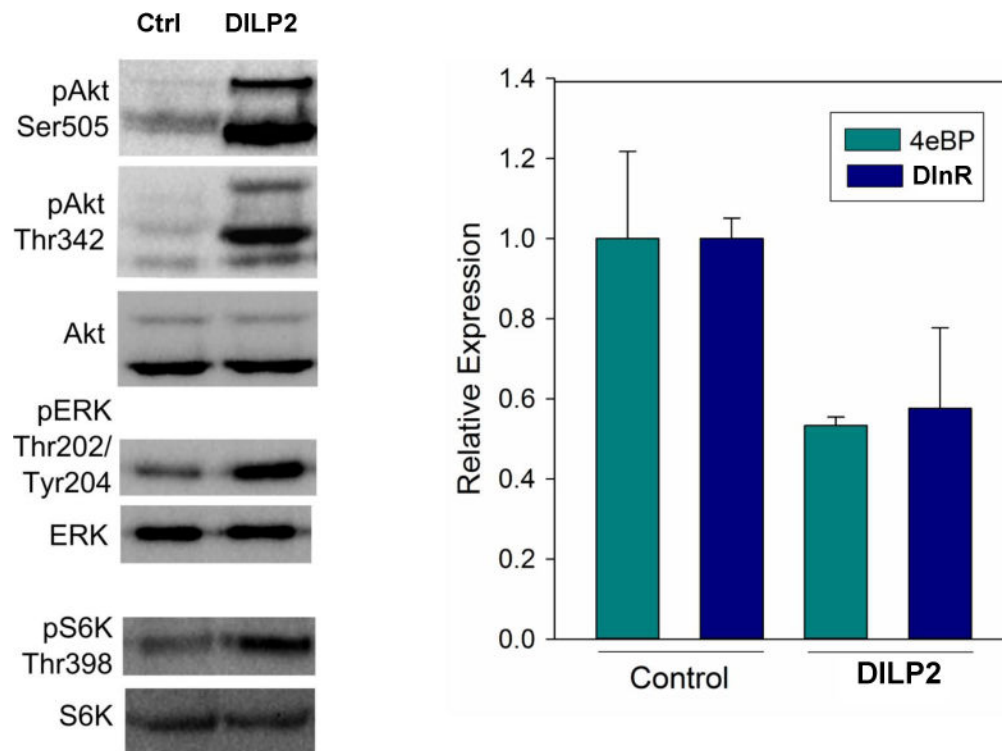 Ctrl DILP2
pAkt
Ser505
pAkt
Thr342
Akt
pERK
Thr202/
Tyr204
ERK
pS6K
Thr398
S6K
1.4
1.2
1.0
0.8
0.6
0.4
0.2
0.0
Relative Expression
4eBP
DInR
Control DILP2